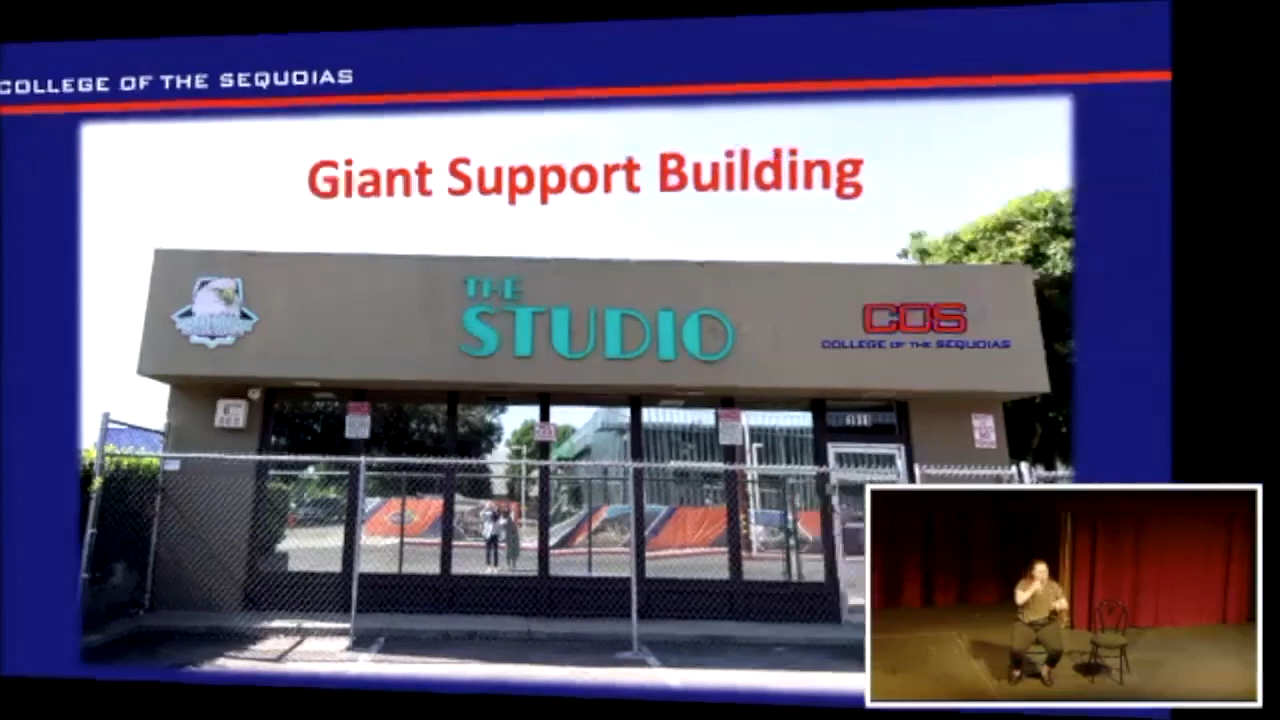 COLLEGE OF THE SEQUOIAS
Giant Support Building
THE
STUDIO
COS
COLLEGE OF THE SEQUOIAS